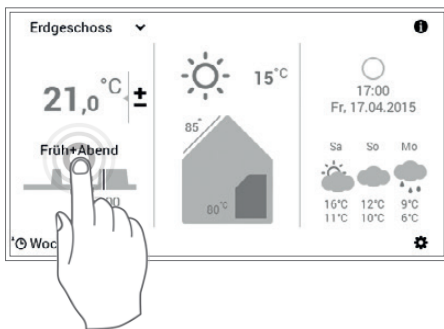 Erdgeschoss
21,0 °C ±
Früh+Abend
00
Woc
15°C
85°
80°C
17:00
Fr, 17.04.2015
Sa So Mo
16°C 12°C 9°C
11°C 10°C 6°C